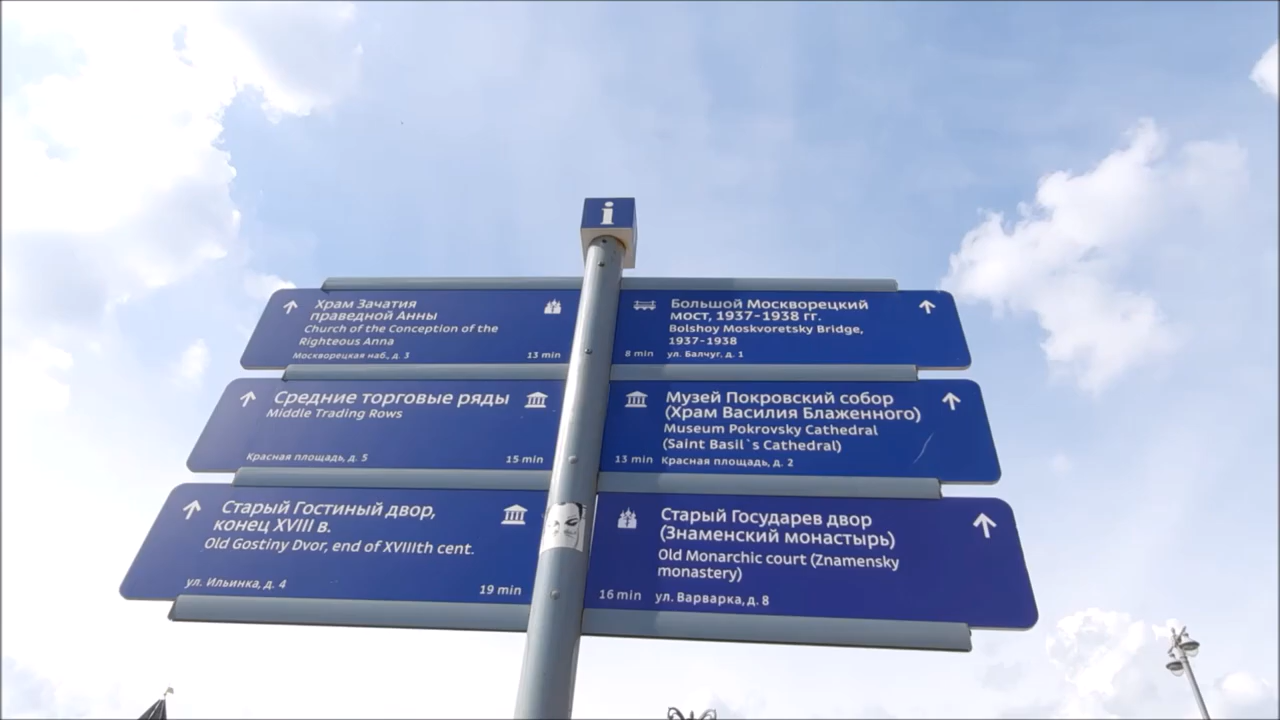 i
Храм Зачатия
праведной Анны
Church of the Conception of the
Righteous Anna
Москворецкая наб., д. 3
13 min
Большой Москворецкий
мост, 1937-1938 гг.
Bolshoy Moskvoretsky Bridge,
1937-1938
8 min ул. Балчуг, д. 1
Средние торговые ряды
Middle Trading Rows
Красная площадь, д. 5
15 min
Музей Покровский собор
(Храм Василия Блаженного)
Museum Pokrovsky Cathedral
(Saint Basil`s Cathedral)
13 min Красная площадь, д. 2
Старый Гостиный двор,
конец XVIII в.
Old Gostiny Dvor, end of XVIIIth cent.
ул. Ильинка, д. 4
19 min
Старый Государев двор
(Знаменский монастырь)
Old Monarchic court (Znamensky
monastery)
16 min ул. Варварка, д. 8